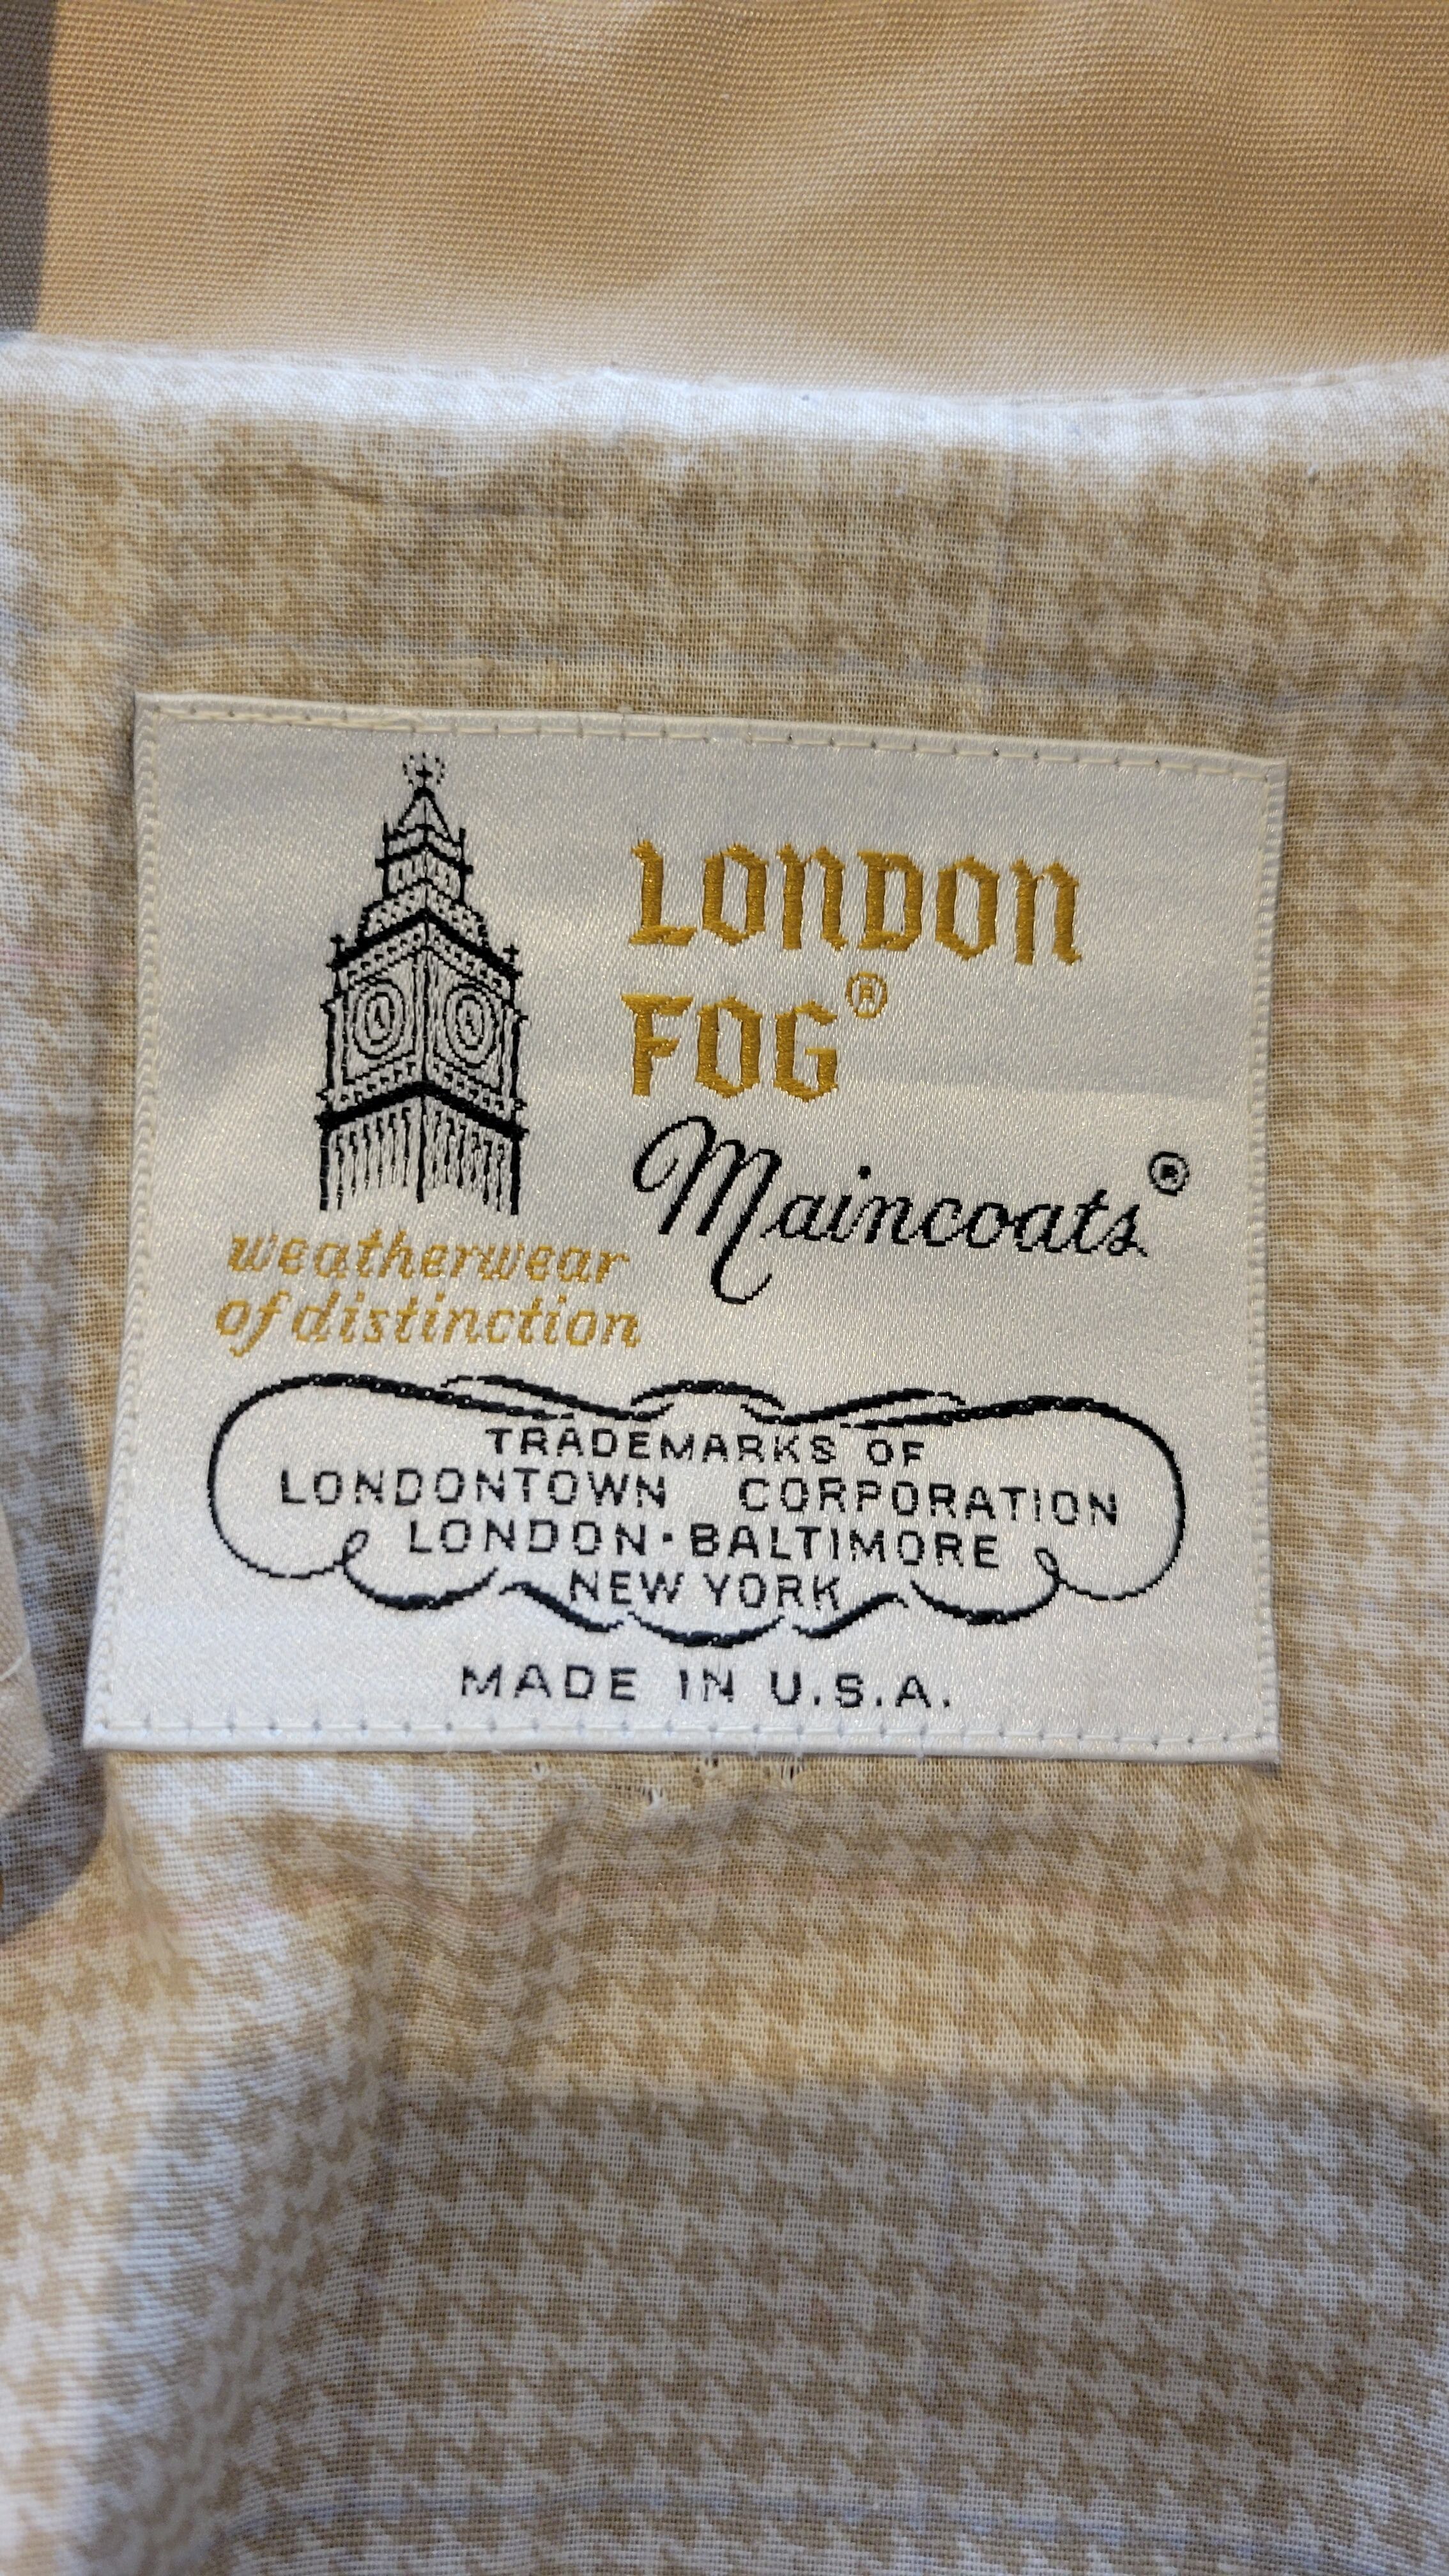 LONDON
FOG®
Maincoats®
weatherwear
of distinction
TRADEMARKS OF
LONDONTOWN CORPORATION
LONDON·BALTIMORE
NEW YORK
MADE IN U.S.A.